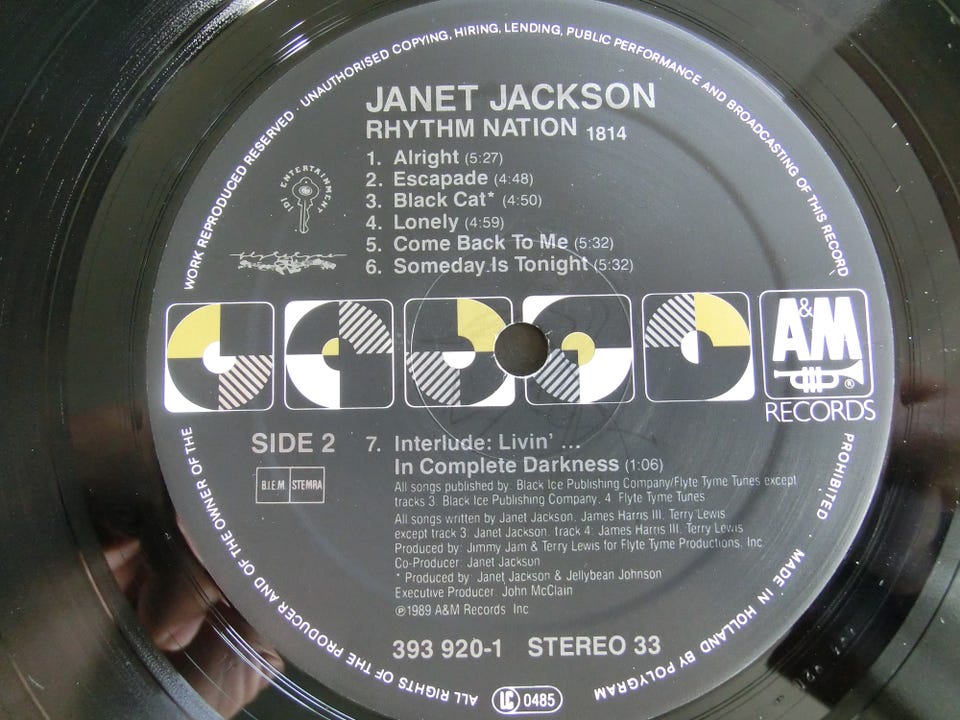 WORK REPRODUCED RESERVED · UNAUTHORISED COPYING, HIRING, LENDING, PUBLIC PERFORMANCE AND BROADCASTING OF THIS RECORD PROHIBITED
JANET JACKSON
RHYTHM NATION 1814
1. Alright (5:27)
2. Escapade (4:48)
3. Black Cat* (4:50)
4. Lonely (4:59)
5. Come Back To Me (5:32)
6. Someday Is Tonight (5:32)
JDJ ENTERTAINMENT
A&M
®
RECORDS
SIDE 2
B.I.E.M. STEMRA
7. Interlude: Livin' ...
In Complete Darkness (1:06)
All songs published by: Black Ice Publishing Company/Flyte Tyme Tunes except
tracks 3: Black Ice Publishing Company. 4: Flyte Tyme Tunes
All songs written by Janet Jackson. James Harris III. Terry Lewis
except track 3: Janet Jackson. track 4: James Harris III. Terry Lewis
Produced by: Jimmy Jam & Terry Lewis for Flyte Tyme Productions, Inc.
Co-Producer: Janet Jackson
* Produced by: Janet Jackson & Jellybean Johnson
Executive Producer: John McClain
℗1989 A&M Records Inc
393 920-1 STEREO 33
LC 0485
MADE IN HOLLAND BY POLYGRAM
ALL RIGHTS OF THE PRODUCER AND OF THE OWNER OF THE